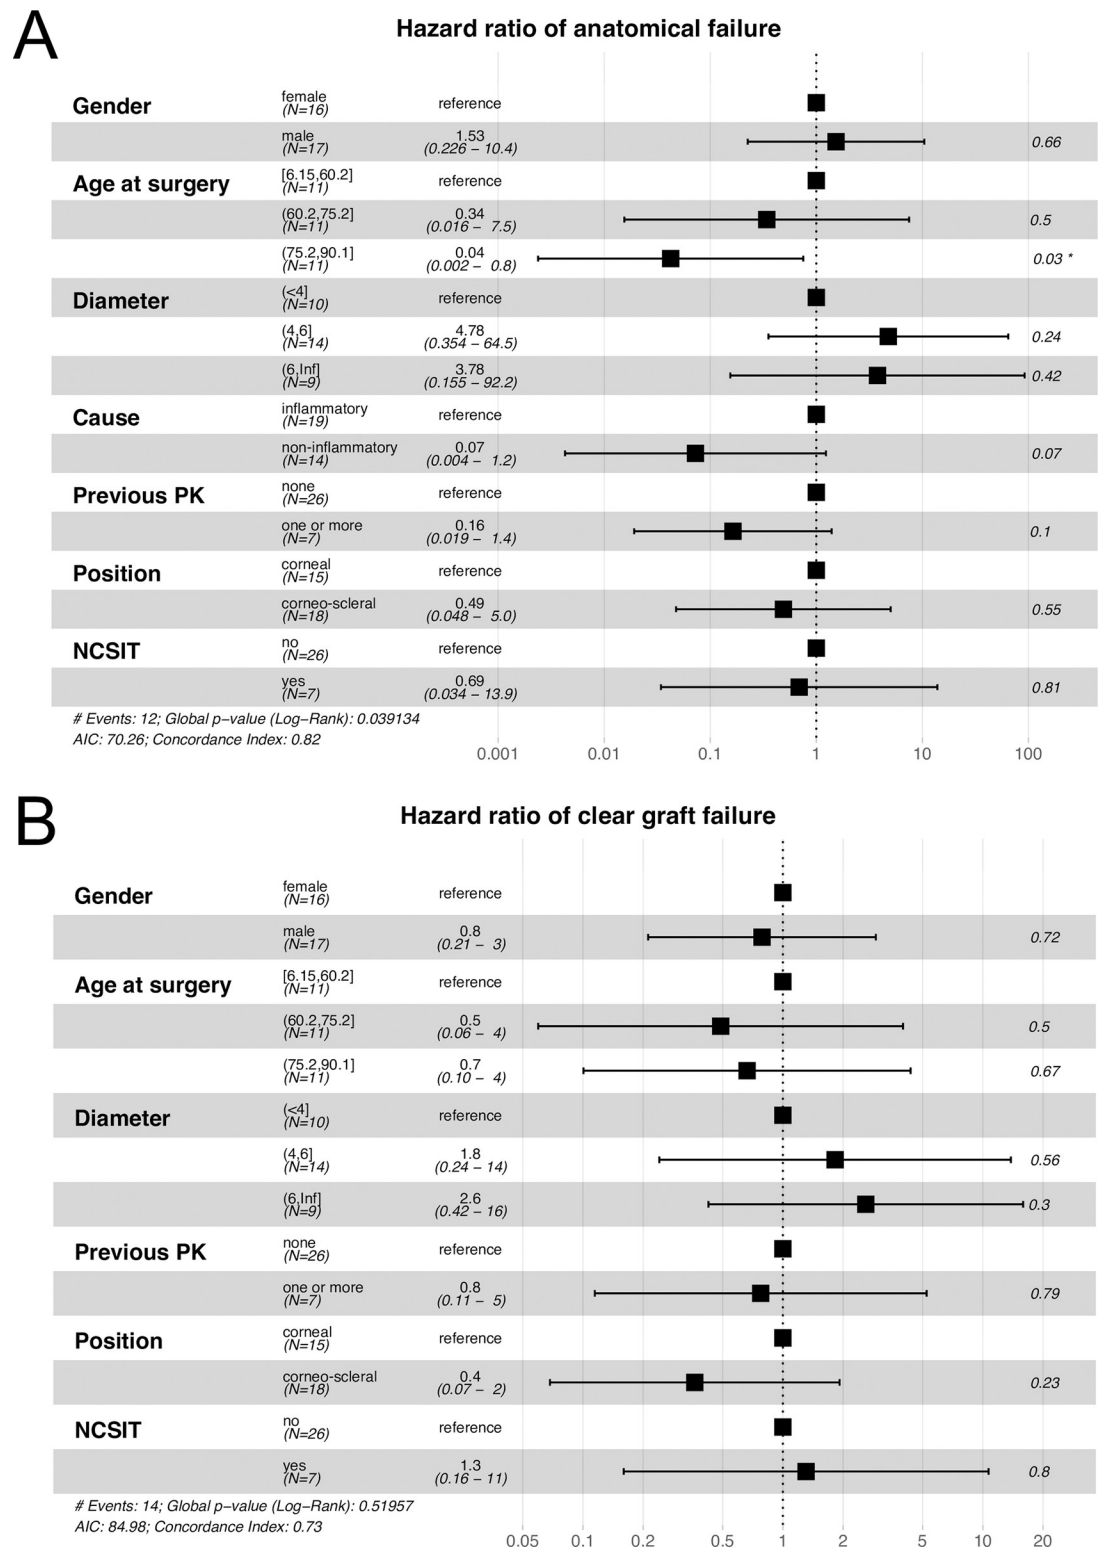 A
Hazard ratio of anatomical failure
Gender
female
(N=16)
reference
male
(N=17)
1.53
(0.226 − 10.4)
0.66
Age at surgery
[6.15,60.2]
(N=11)
reference
(60.2,75.2]
(N=11)
0.34
(0.016 − 7.5)
0.5
(75.2,90.1]
(N=11)
0.04
(0.002 − 0.8)
0.03 *
Diameter
(<4]
(N=10)
reference
(4,6]
(N=14)
4.78
(0.354 − 64.5)
0.24
(6,Inf]
(N=9)
3.78
(0.155 − 92.2)
0.42
Cause
inflammatory
(N=19)
reference
non-inflammatory
(N=14)
0.07
(0.004 − 1.2)
0.07
Previous PK
none
(N=26)
reference
one or more
(N=7)
0.16
(0.019 − 1.4)
0.1
Position
corneal
(N=15)
reference
corneo-scleral
(N=18)
0.49
(0.048 − 5.0)
0.55
NCSIT
no
(N=26)
reference
yes
(N=7)
0.69
(0.034 − 13.9)
0.81
# Events: 12; Global p−value (Log−Rank): 0.039134
AIC: 70.26; Concordance Index: 0.82
0.001 0.01 0.1 1 10 100
B
Hazard ratio of clear graft failure
Gender
female
(N=16)
reference
male
(N=17)
0.8
(0.21 − 3)
0.72
Age at surgery
[6.15,60.2]
(N=11)
reference
(60.2,75.2]
(N=11)
0.5
(0.06 − 4)
0.5
(75.2,90.1]
(N=11)
0.7
(0.10 − 4)
0.67
Diameter
(<4]
(N=10)
reference
(4,6]
(N=14)
1.8
(0.24 − 14)
0.56
(6,Inf]
(N=9)
2.6
(0.42 − 16)
0.3
Previous PK
none
(N=26)
reference
one or more
(N=7)
0.8
(0.11 − 5)
0.79
Position
corneal
(N=15)
reference
corneo-scleral
(N=18)
0.4
(0.07 − 2)
0.23
NCSIT
no
(N=26)
reference
yes
(N=7)
1.3
(0.16 − 11)
0.8
# Events: 14; Global p−value (Log−Rank): 0.51957
AIC: 84.98; Concordance Index: 0.73
0.05 0.1 0.2 0.5 1 2 5 10 20